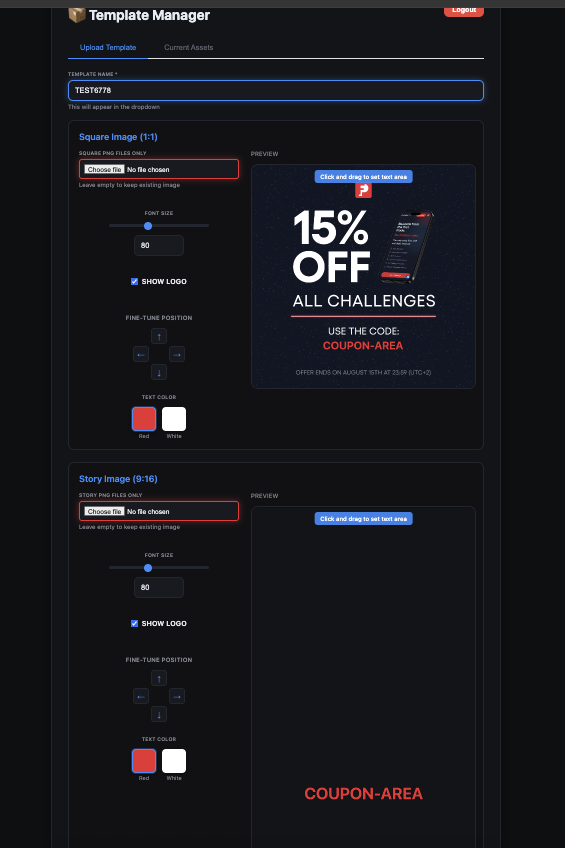 Template Manager
Logout
Upload Template
Current Assets
TEMPLATE NAME *
TEST6778
This will appear in the dropdown
Square Image (1:1)
SQUARE PNG FILES ONLY
Choose file No file chosen
Leave empty to keep existing image
FONT SIZE
80
SHOW LOGO
FINE-TUNE POSITION
↑
← →
↓
TEXT COLOR
Red White
PREVIEW
Click and drag to set text area
15%
OFF
ALL CHALLENGES
USE THE CODE:
COUPON-AREA
OFFER ENDS ON AUGUST 15TH AT 23:59 (UTC+2)
Story Image (9:16)
STORY PNG FILES ONLY
Choose file No file chosen
Leave empty to keep existing image
FONT SIZE
80
SHOW LOGO
FINE-TUNE POSITION
↑
← →
↓
TEXT COLOR
Red White
PREVIEW
Click and drag to set text area
COUPON-AREA